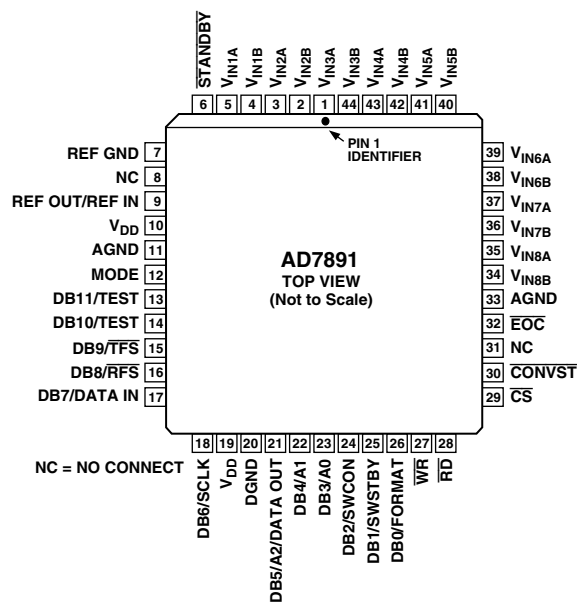 STANDBY
VIN1A
VIN1B
VIN2A
VIN2B
VIN3A
VIN3B
VIN4A
VIN4B
VIN5A
VIN5B
6 5 4 3 2 1 44 43 42 41 40
PIN 1
IDENTIFIER
REF GND 7
NC 8
REF OUT/REF IN 9
VDD 10
AGND 11
MODE 12
DB11/TEST 13
DB10/TEST 14
DB9/TFS 15
DB8/RFS 16
DB7/DATA IN 17
AD7891
TOP VIEW
(Not to Scale)
39 VIN6A
38 VIN6B
37 VIN7A
36 VIN7B
35 VIN8A
34 VIN8B
33 AGND
32 EOC
31 NC
30 CONVST
29 CS
18 19 20 21 22 23 24 25 26 27 28
NC = NO CONNECT
DB6/SCLK
VDD
DGND
DB5/A2/DATA OUT
DB4/A1
DB3/A0
DB2/SWCON
DB1/SWSTBY
DB0/FORMAT
WR
RD